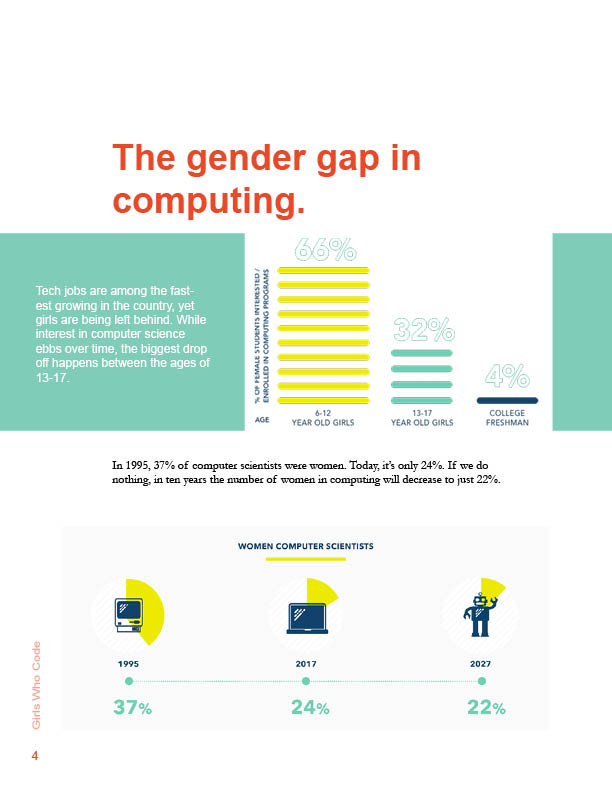 The gender gap in
computing.
Tech jobs are among the fast-
est growing in the country, yet
girls are being left behind. While
interest in computer science
ebbs over time, the biggest drop
off happens between the ages of
13-17.
% OF FEMALE STUDENTS INTERESTED /
ENROLLED IN COMPUTING PROGRAMS
66%
32%
4%
AGE
6-12
YEAR OLD GIRLS
13-17
YEAR OLD GIRLS
COLLEGE
FRESHMAN
In 1995, 37% of computer scientists were women. Today, it’s only 24%. If we do
nothing, in ten years the number of women in computing will decrease to just 22%.
WOMEN COMPUTER SCIENTISTS
1995
2017
2027
37%
24%
22%
Girls Who Code
4